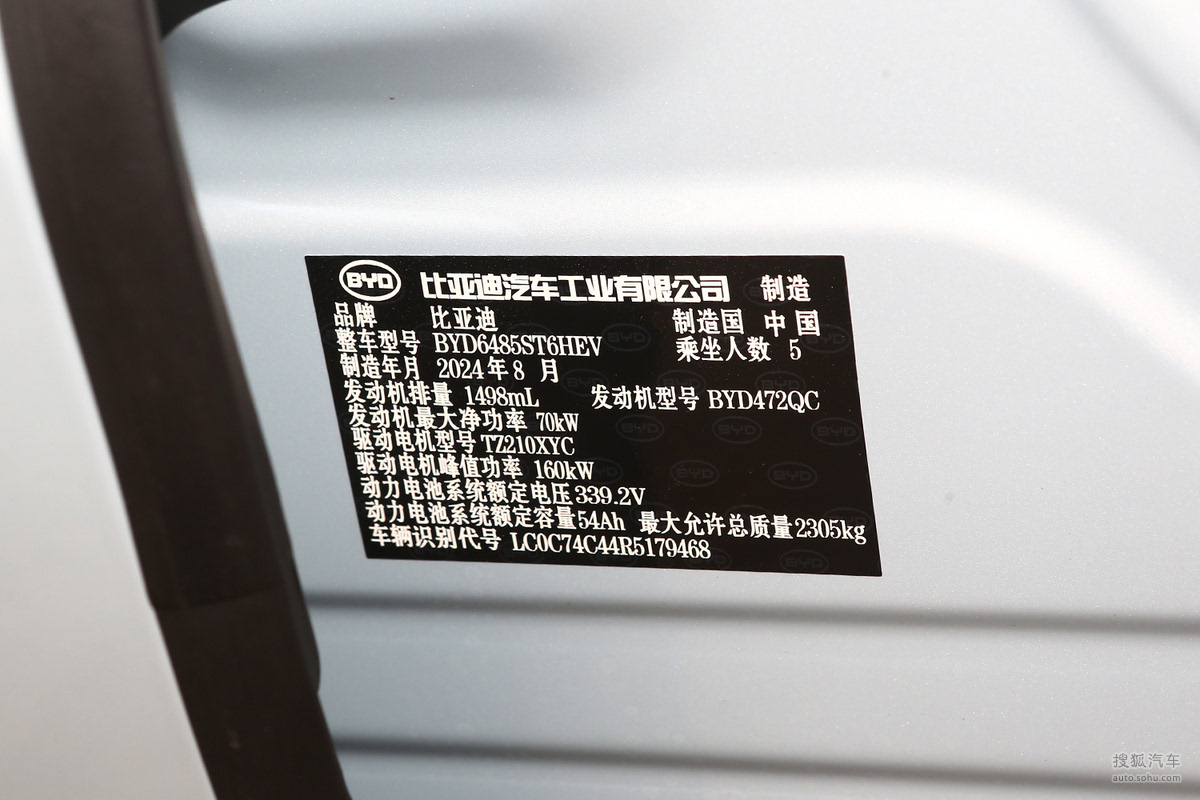 BYD 比亚迪汽车工业有限公司 制造
品牌 比亚迪 制造国 中国
整车型号 BYD6485ST6HEV 乘坐人数 5
制造年月 2024年8月
发动机排量 1498mL 发动机型号 BYD472QC
发动机最大净功率 70kW
驱动电机型号 TZ210XYC
驱动电机峰值功率 160kW
动力电池系统额定电压 339.2V
动力电池系统额定容量 54Ah 最大允许总质量 2305kg
车辆识别代号 LC0C74C44R5179468
搜狐汽车
auto.sohu.com